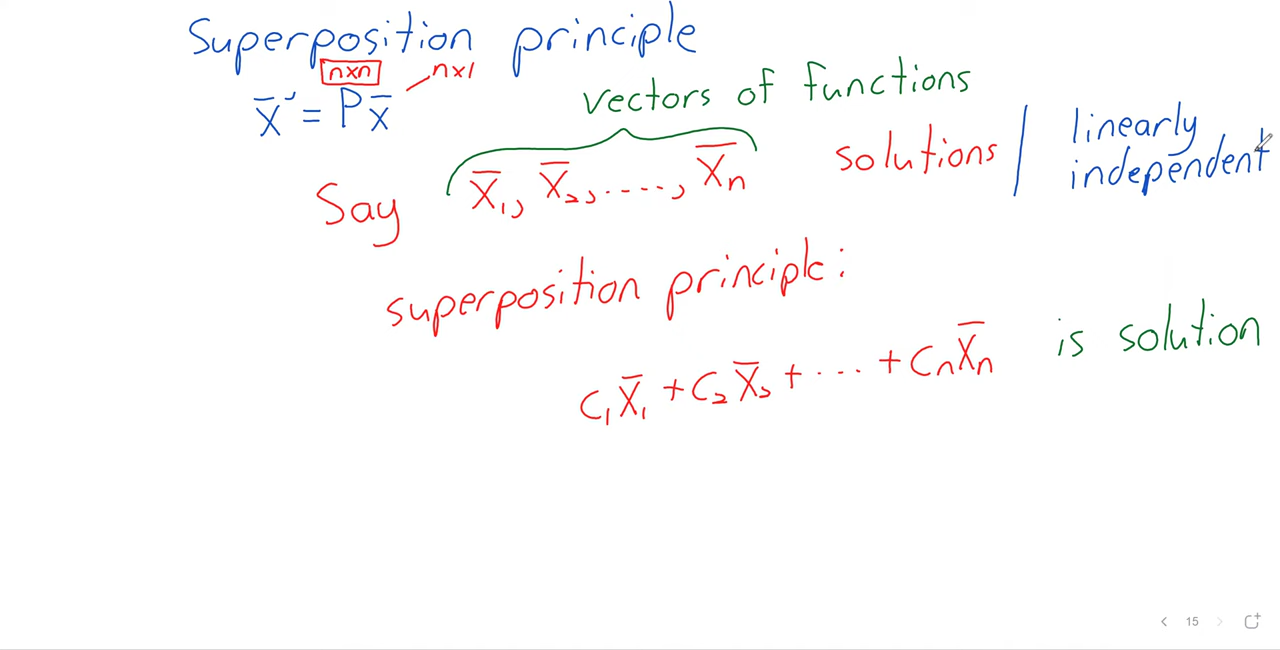 Superposition principle
n×n
n×1
x̄' = Px̄
vectors of functions
Say x̄₁, x̄₂, ....., x̄ₙ solutions | linearly independent
superposition principle:
c₁x̄₁ + c₂x̄₂ + ... + cₙx̄ₙ is solution
15